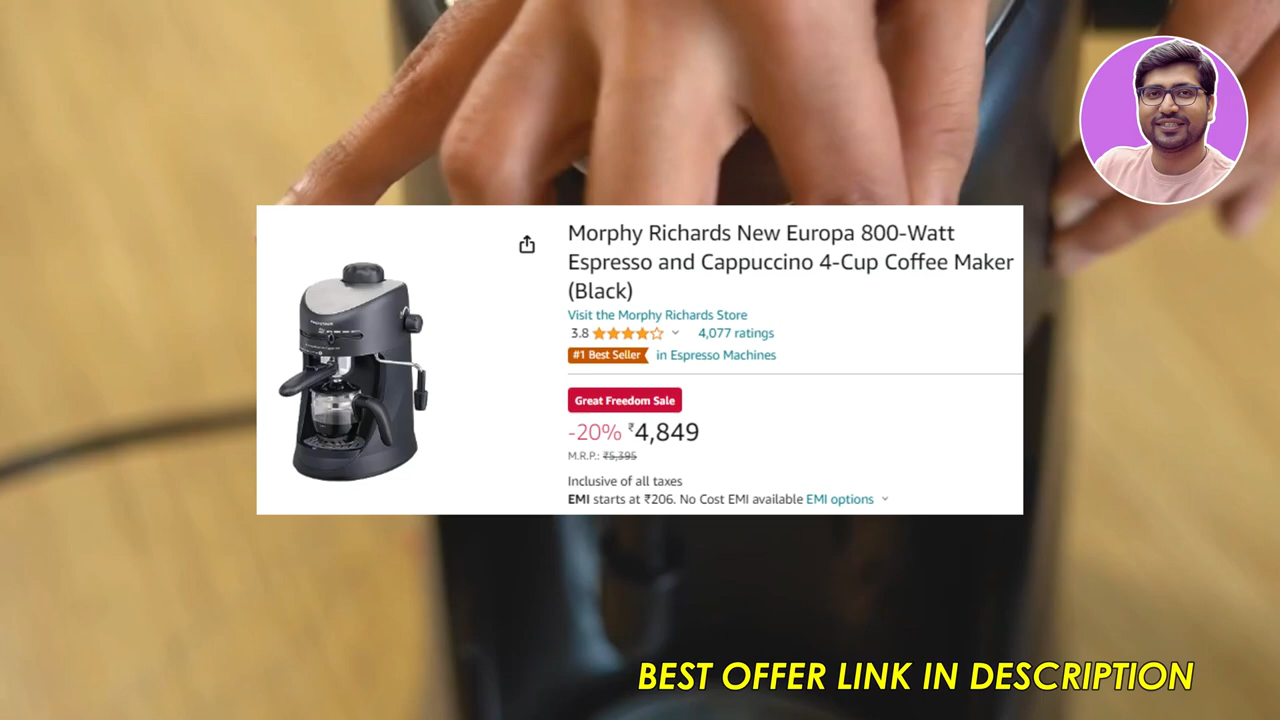 Morphy Richards New Europa 800-Watt
Espresso and Cappuccino 4-Cup Coffee Maker
(Black)
Visit the Morphy Richards Store
3.8 4,077 ratings
#1 Best Seller in Espresso Machines
Great Freedom Sale
-20% ₹4,849
M.R.P.: ₹5,395
Inclusive of all taxes
EMI starts at ₹206. No Cost EMI available EMI options
BEST OFFER LINK IN DESCRIPTION